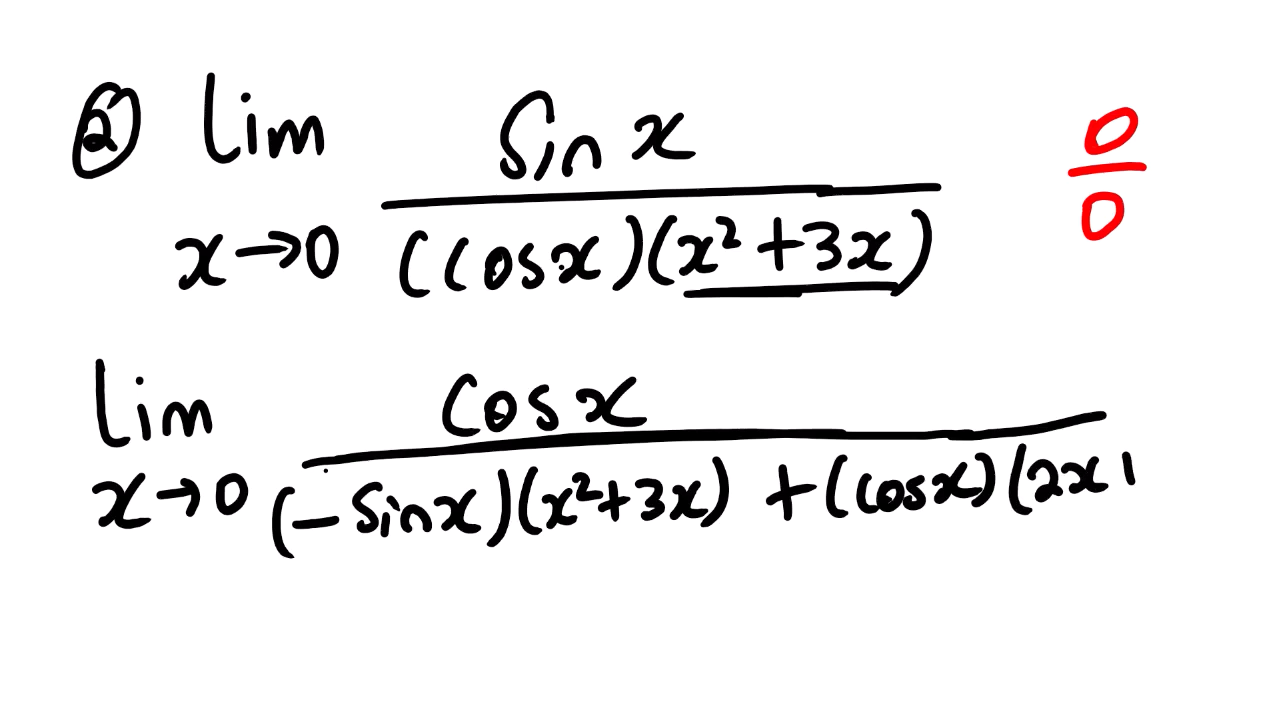 ② lim sin x / ((cos x)(x² + 3x)) 0/0
x→0
lim cos x / ((-sin x)(x² + 3x) + (cos x)(2x
x→0